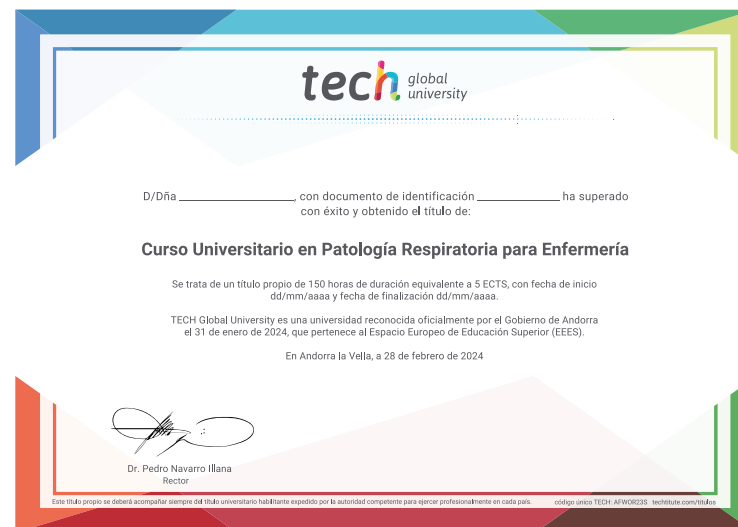 tech global
university
D/Dña ______________, con documento de identificación ______________ ha superado
con éxito y obtenido el título de:
Curso Universitario en Patología Respiratoria para Enfermería
Se trata de un título propio de 150 horas de duración equivalente a 5 ECTS, con fecha de inicio
dd/mm/aaaa y fecha de finalización dd/mm/aaaa.
TECH Global University es una universidad reconocida oficialmente por el Gobierno de Andorra
el 31 de enero de 2024, que pertenece al Espacio Europeo de Educación Superior (EEES).
En Andorra la Vella, a 28 de febrero de 2024
Dr. Pedro Navarro Illana
Rector
Este título propio se deberá acompañar siempre del título universitario habilitante expedido por la autoridad competente para ejercer profesionalmente en cada país. código único TECH: AFWOR23S techtitute.com/titulos